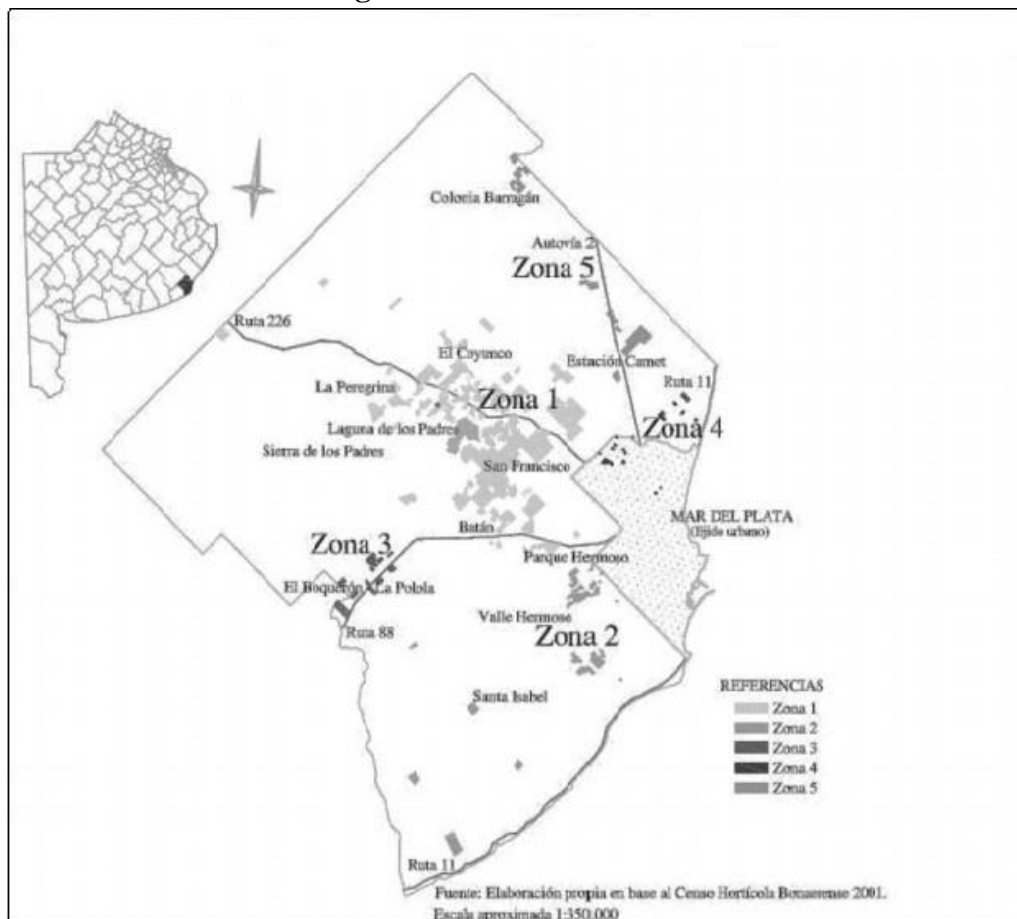 Colonia Barragán
Autovía 2
Zona 5
Ruta 226
El Coyunco
Estación Camet
Ruta 11
La Peregrina
Zona 1
Laguna de los Padres
Zona 4
Sierra de los Padres
San Francisco
MAR DEL PLATA
(Ejido urbano)
Batán
Zona 3
Parque Hermoso
El Boquerón
La Polola
Valle Hermoso
Ruta 88
Zona 2
Santa Isabel
REFERENCIAS
Zona 1
Zona 2
Zona 3
Zona 4
Zona 5
Ruta 11
Fuente: Elaboración propia en base al Censo Hortícola Bonaerense 2001.
Escala aproximada 1:350.000